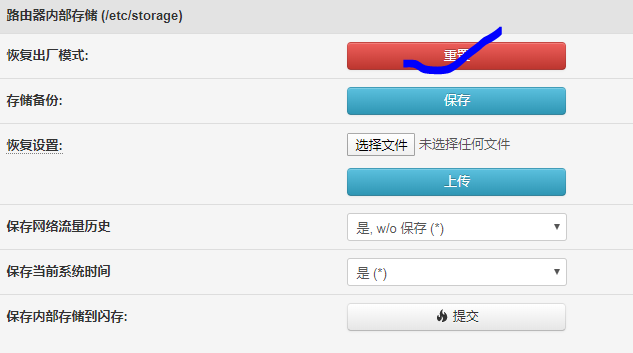 路由器内部存储 (/etc/storage)
恢复出厂模式: 重置
存储备份: 保存
恢复设置: 选择文件 未选择任何文件
上传
保存网络流量历史 是, w/o 保存 (*)
保存当前系统时间 是 (*)
保存内部存储到闪存: 提交